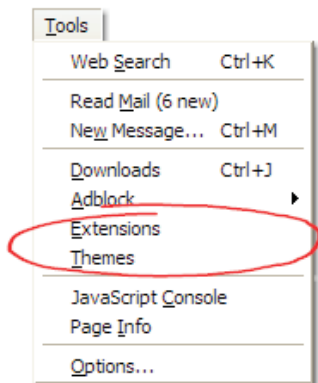 Tools
Web Search Ctrl+K
Read Mail (6 new)
New Message... Ctrl+M
Downloads Ctrl+J
Adblock
Extensions
Themes
JavaScript Console
Page Info
Options...